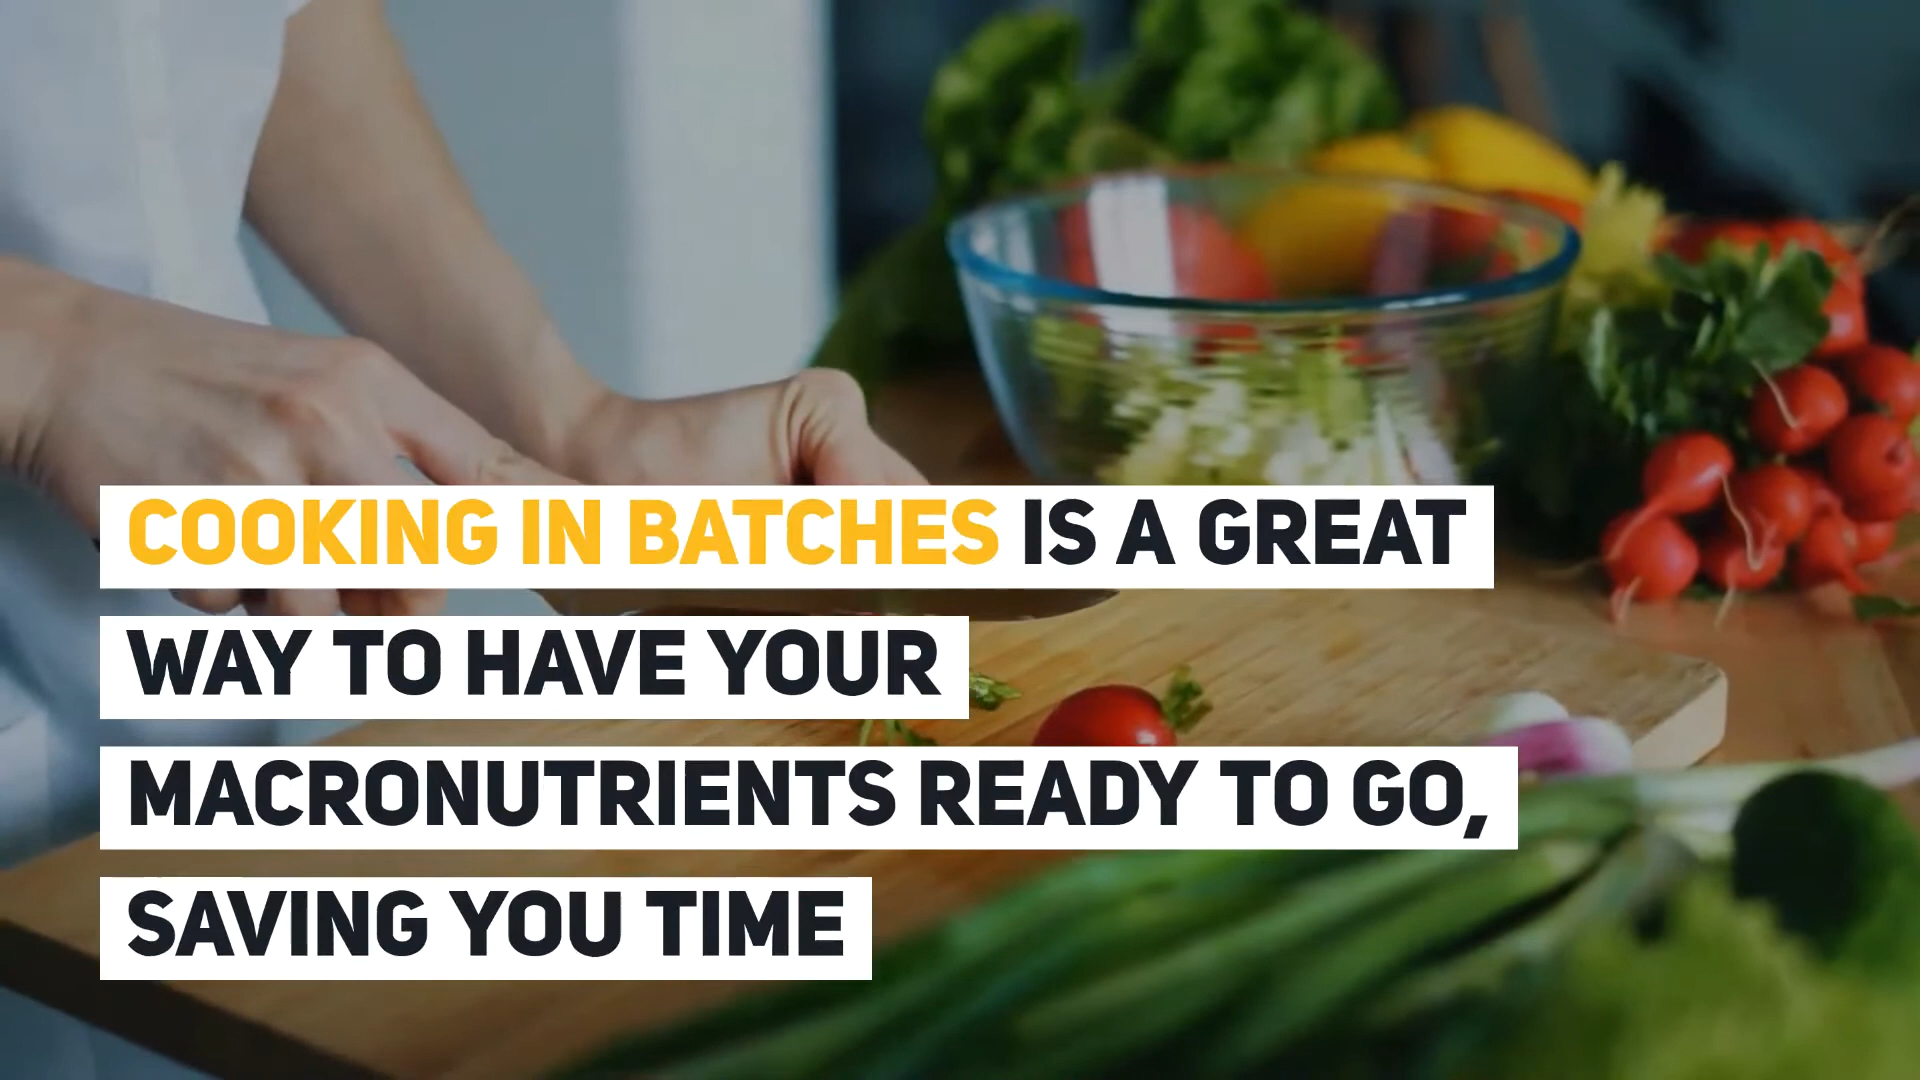 COOKING IN BATCHES IS A GREAT
WAY TO HAVE YOUR
MACRONUTRIENTS READY TO GO,
SAVING YOU TIME